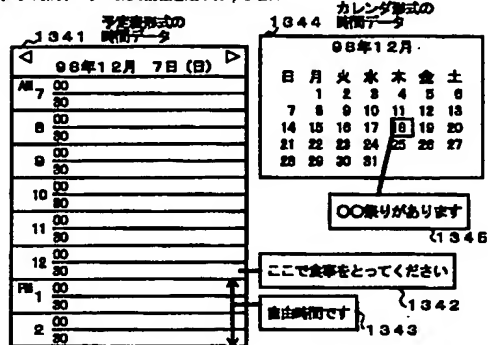 予定表形式の
時間データ
1341
98年12月 7日 (日)
AM 7 00
30
8 00
30
9 00
30
10 00
30
11 00
30
12 00
30
PM 1 00
30
2 00
30
カレンダ形式の
時間データ
1344
98年12月
日 月 火 水 木 金 土
1 2 3 4 5 6
7 8 9 10 11 12 13
14 15 16 17 18 19 20
21 22 23 24 25 26 27
28 29 30 31
○○祭りがあります
1345
ここで食事をとってください
1342
自由時間です
1343